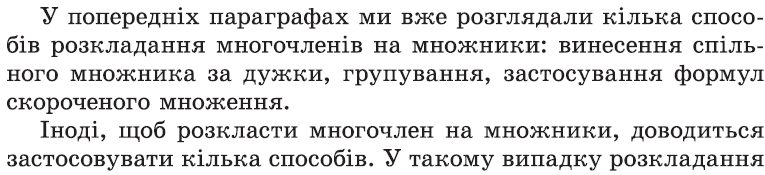 У попередніх параграфах ми вже розглядали кілька спосо-
бів розкладання многочленів на множники: винесення спіль-
ного множника за дужки, групування, застосування формул
скороченого множення.
Іноді, щоб розкласти многочлен на множники, доводиться
застосовувати кілька способів. У такому випадку розкладання